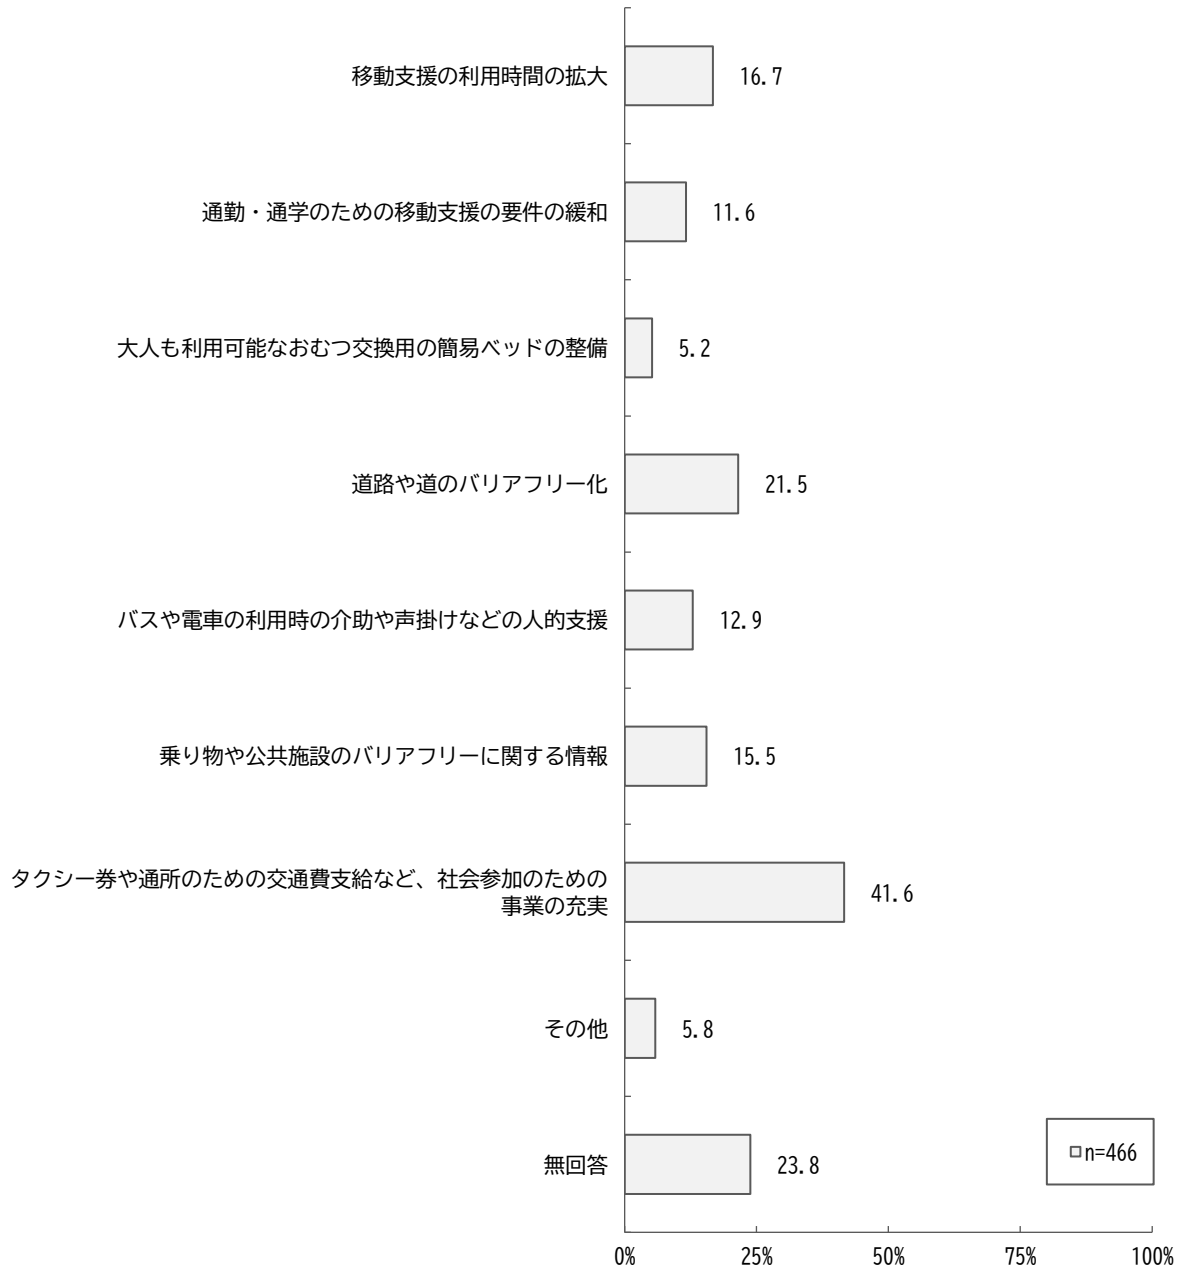 移動支援の利用時間の拡大 16.7
通勤・通学のための移動支援の要件の緩和 11.6
大人も利用可能なおむつ交換用の簡易ベッドの整備 5.2
道路や道のバリアフリー化 21.5
バスや電車の利用時の介助や声掛けなどの人的支援 12.9
乗り物や公共施設のバリアフリーに関する情報 15.5
タクシー券や通所のための交通費支給など、社会参加のための
事業の充実 41.6
その他 5.8
無回答 23.8
n=466
0% 25% 50% 75% 100%